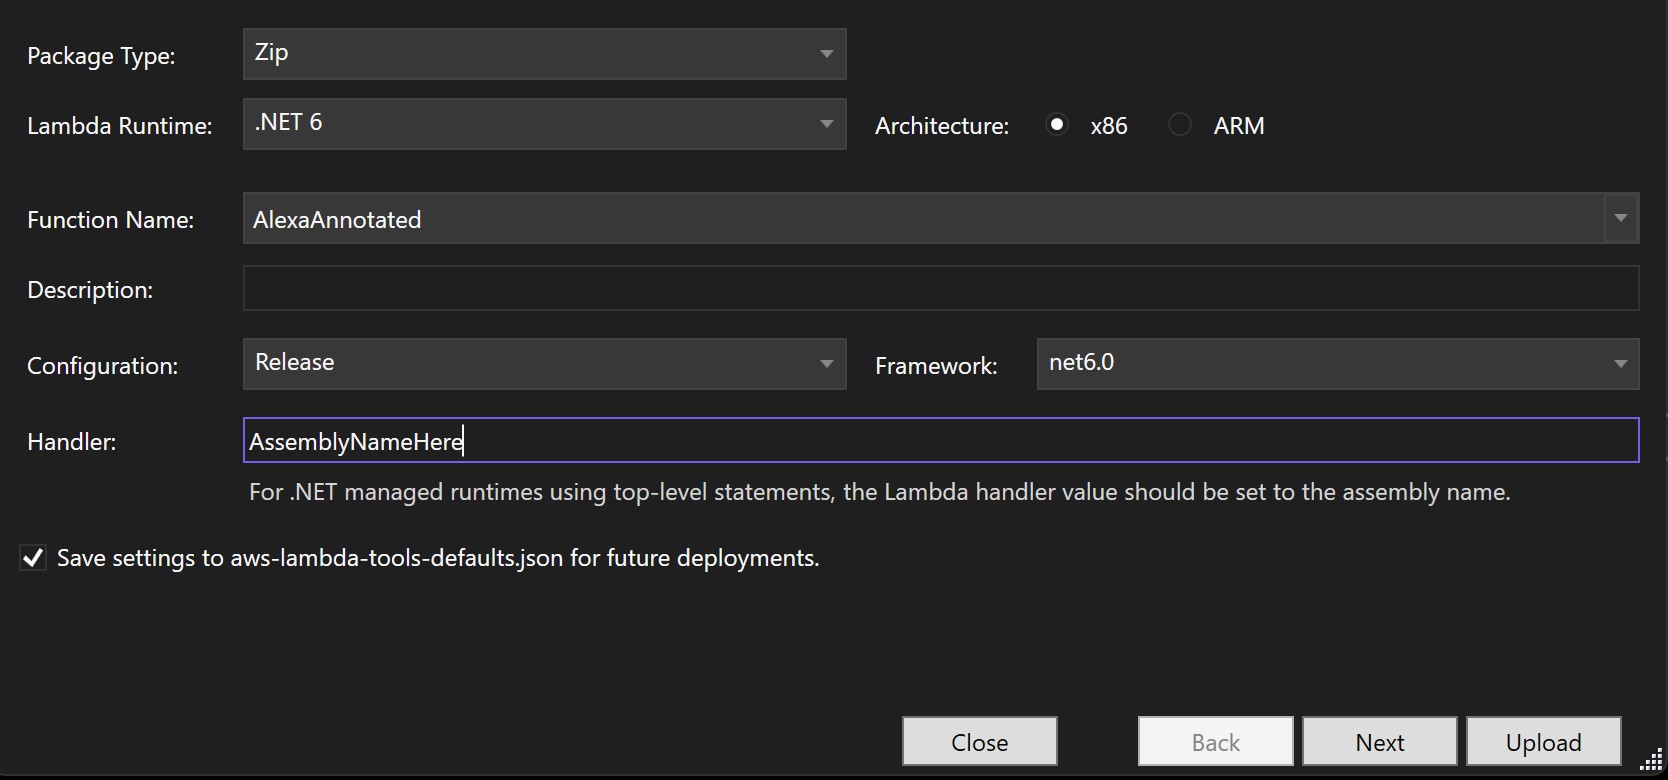 Package Type: Zip
Lambda Runtime: .NET 6 Architecture: x86 ARM
Function Name: AlexaAnnotated
Description:
Configuration: Release Framework: net6.0
Handler: AssemblyNameHere
For .NET managed runtimes using top-level statements, the Lambda handler value should be set to the assembly name.
Save settings to aws-lambda-tools-defaults.json for future deployments.
Close Back Next Upload